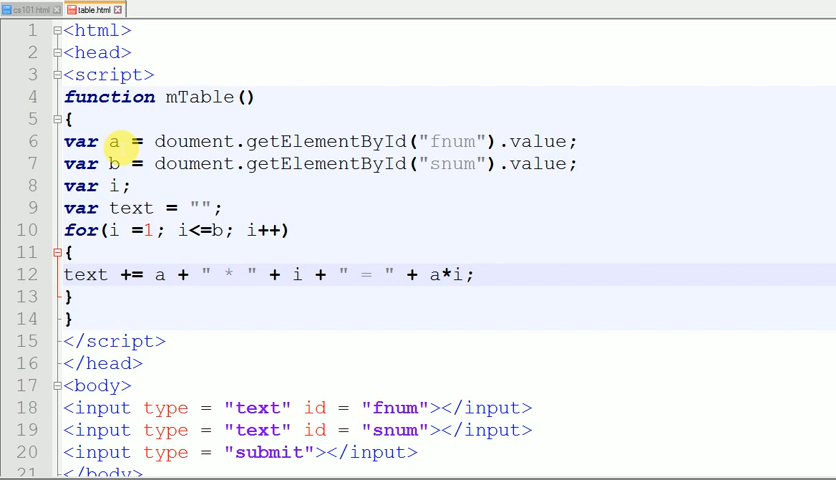 cs101.html table.html
1 <html>
2 <head>
3 <script>
4 function mTable()
5 {
6 var a = doument.getElementById("fnum").value;
7 var b = doument.getElementById("snum").value;
8 var i;
9 var text = "";
10 for(i =1; i<=b; i++)
11 {
12 text += a + " * " + i + " = " + a*i;
13 }
14 }
15 </script>
16 </head>
17 <body>
18 <input type = "text" id = "fnum"></input>
19 <input type = "text" id = "snum"></input>
20 <input type = "submit"></input>
21 </body>